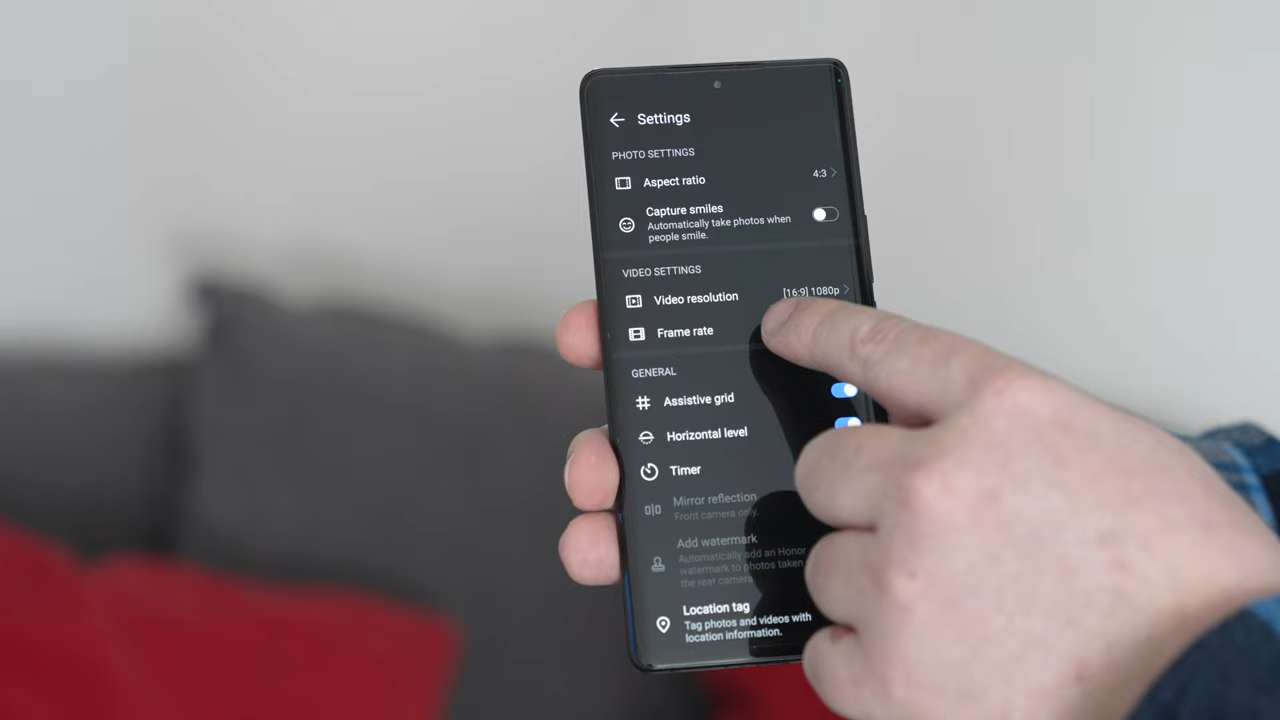 Settings
PHOTO SETTINGS
Aspect ratio 4:3
Capture smiles
Automatically take photos when
people smile.
VIDEO SETTINGS
Video resolution [16:9] 1080p
Frame rate
GENERAL
Assistive grid
Horizontal level
Timer
Mirror reflection
Front camera only.
Add watermark
Automatically add an Honor
watermark to photos taken
the rear camera
Location tag
Tag photos and videos with
location information.